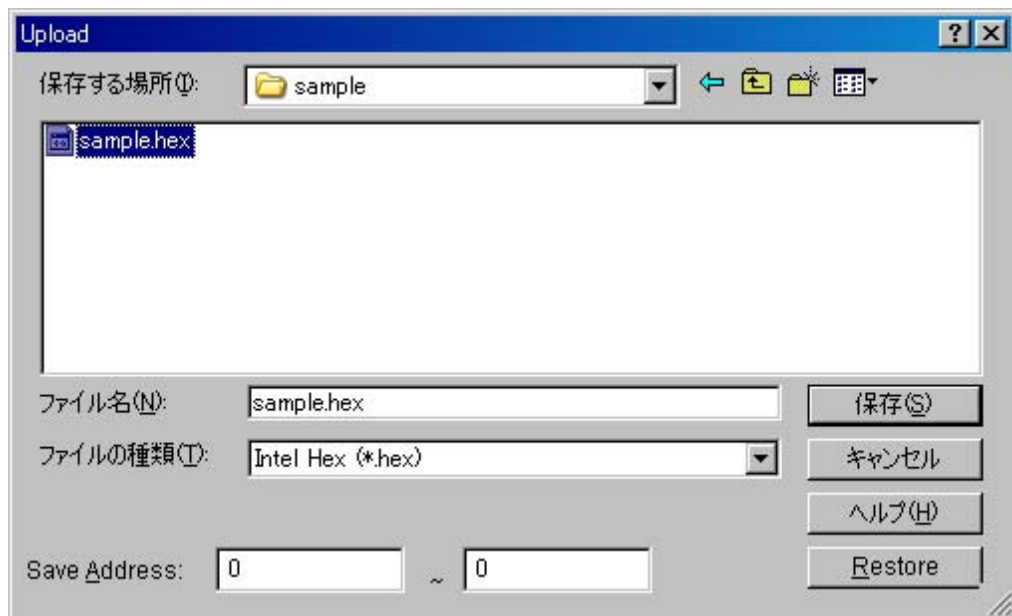 Upload
保存する場所(I):
sample
sample.hex
ファイル名(N):
sample.hex
保存(S)
ファイルの種類(T):
Intel Hex (*.hex)
キャンセル
ヘルプ(H)
Save Address:
0
~
0
Restore